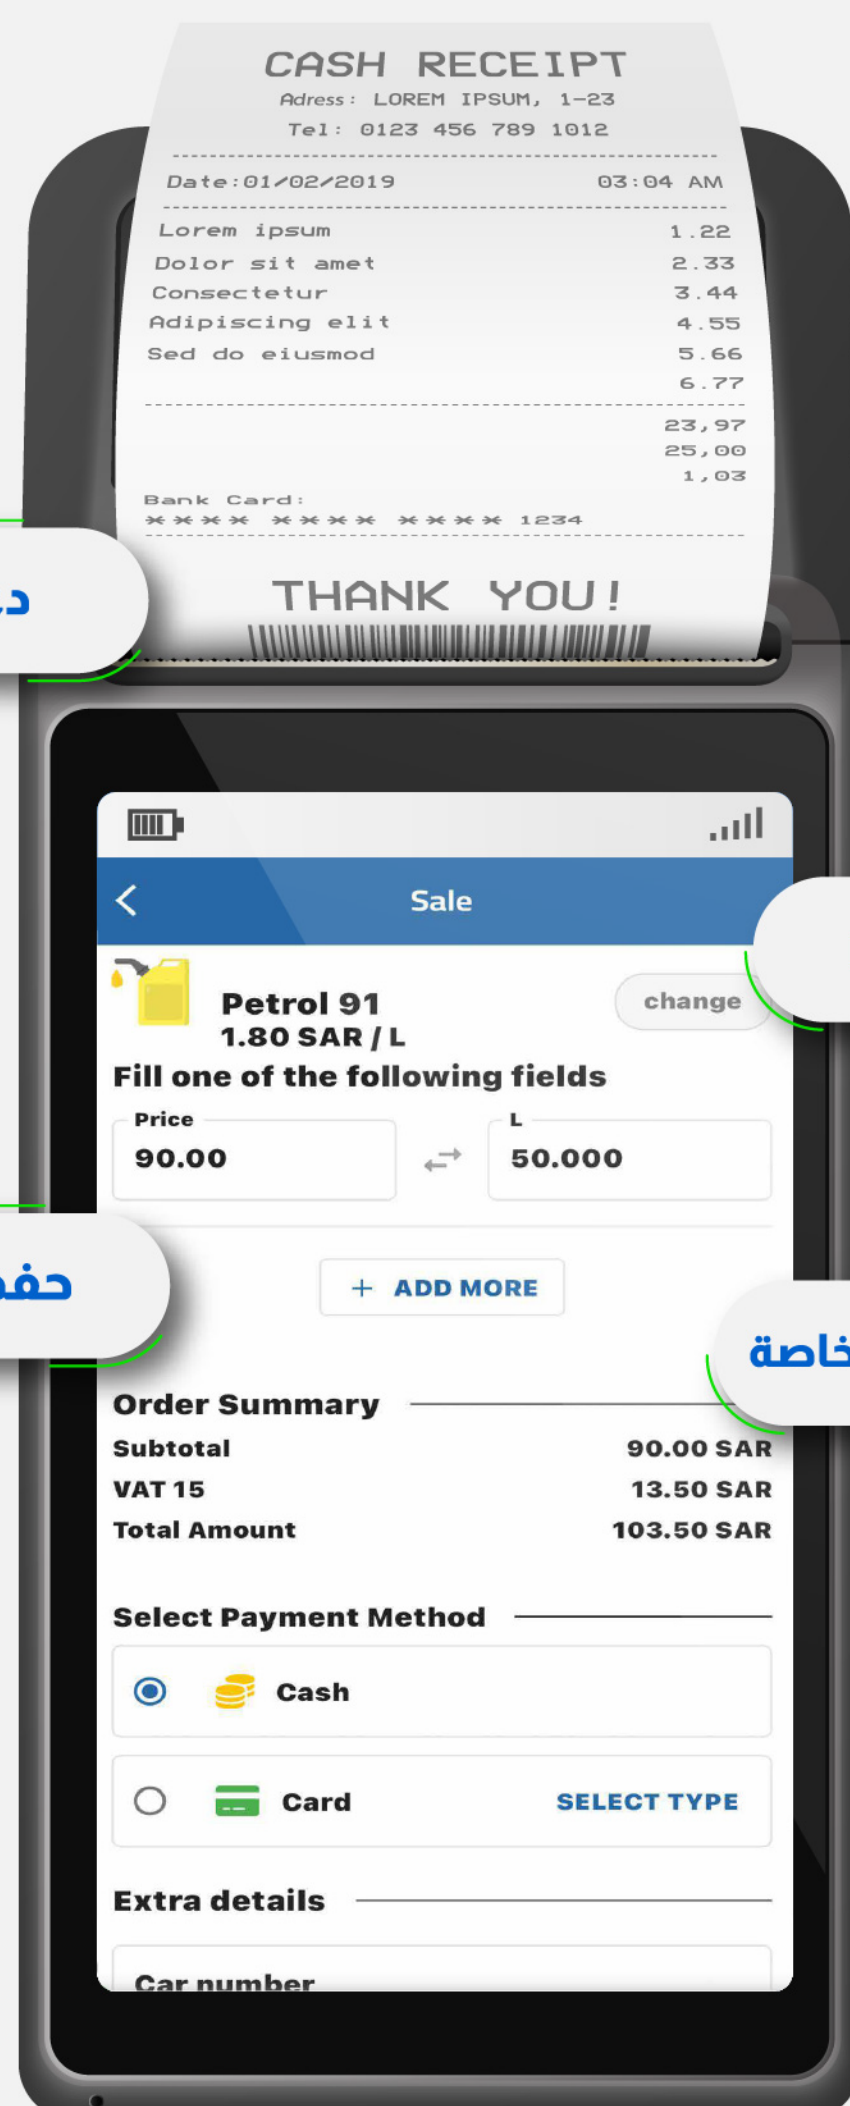 CASH RECEIPT
Adress: LOREM IPSUM, 1-23
Tel: 0123 456 789 1012
Date:01/02/2019 03:04 AM
Lorem ipsum 1.22
Dolor sit amet 2.33
Consectetur 3.44
Adipiscing elit 4.55
Sed do eiusmod 5.66
6.77
23,97
25,00
1,03
Bank Card:
**** **** **** 1234
THANK YOU!
Sale
Petrol 91
change
1.80 SAR / L
Fill one of the following fields
Price L
90.00 50.000
+ ADD MORE
خاصة
Order Summary
Subtotal 90.00 SAR
VAT 15 13.50 SAR
Total Amount 103.50 SAR
Select Payment Method
Cash
Card SELECT TYPE
Extra details
Car number